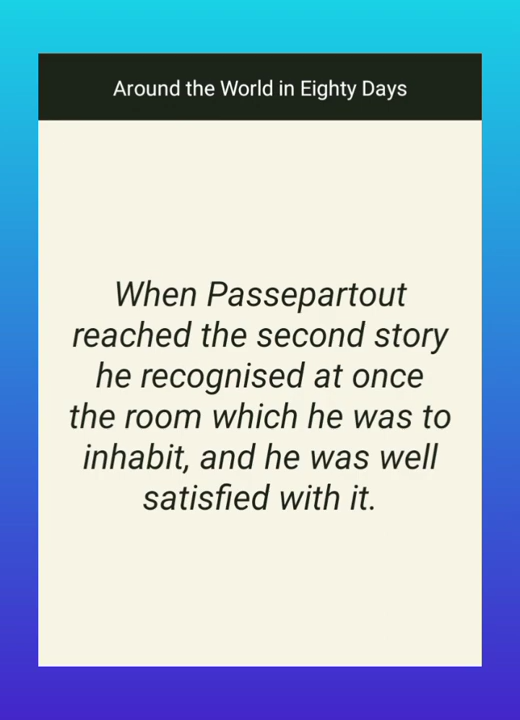 Around the World in Eighty Days
When Passepartout
reached the second story
he recognised at once
the room which he was to
inhabit, and he was well
satisfied with it.